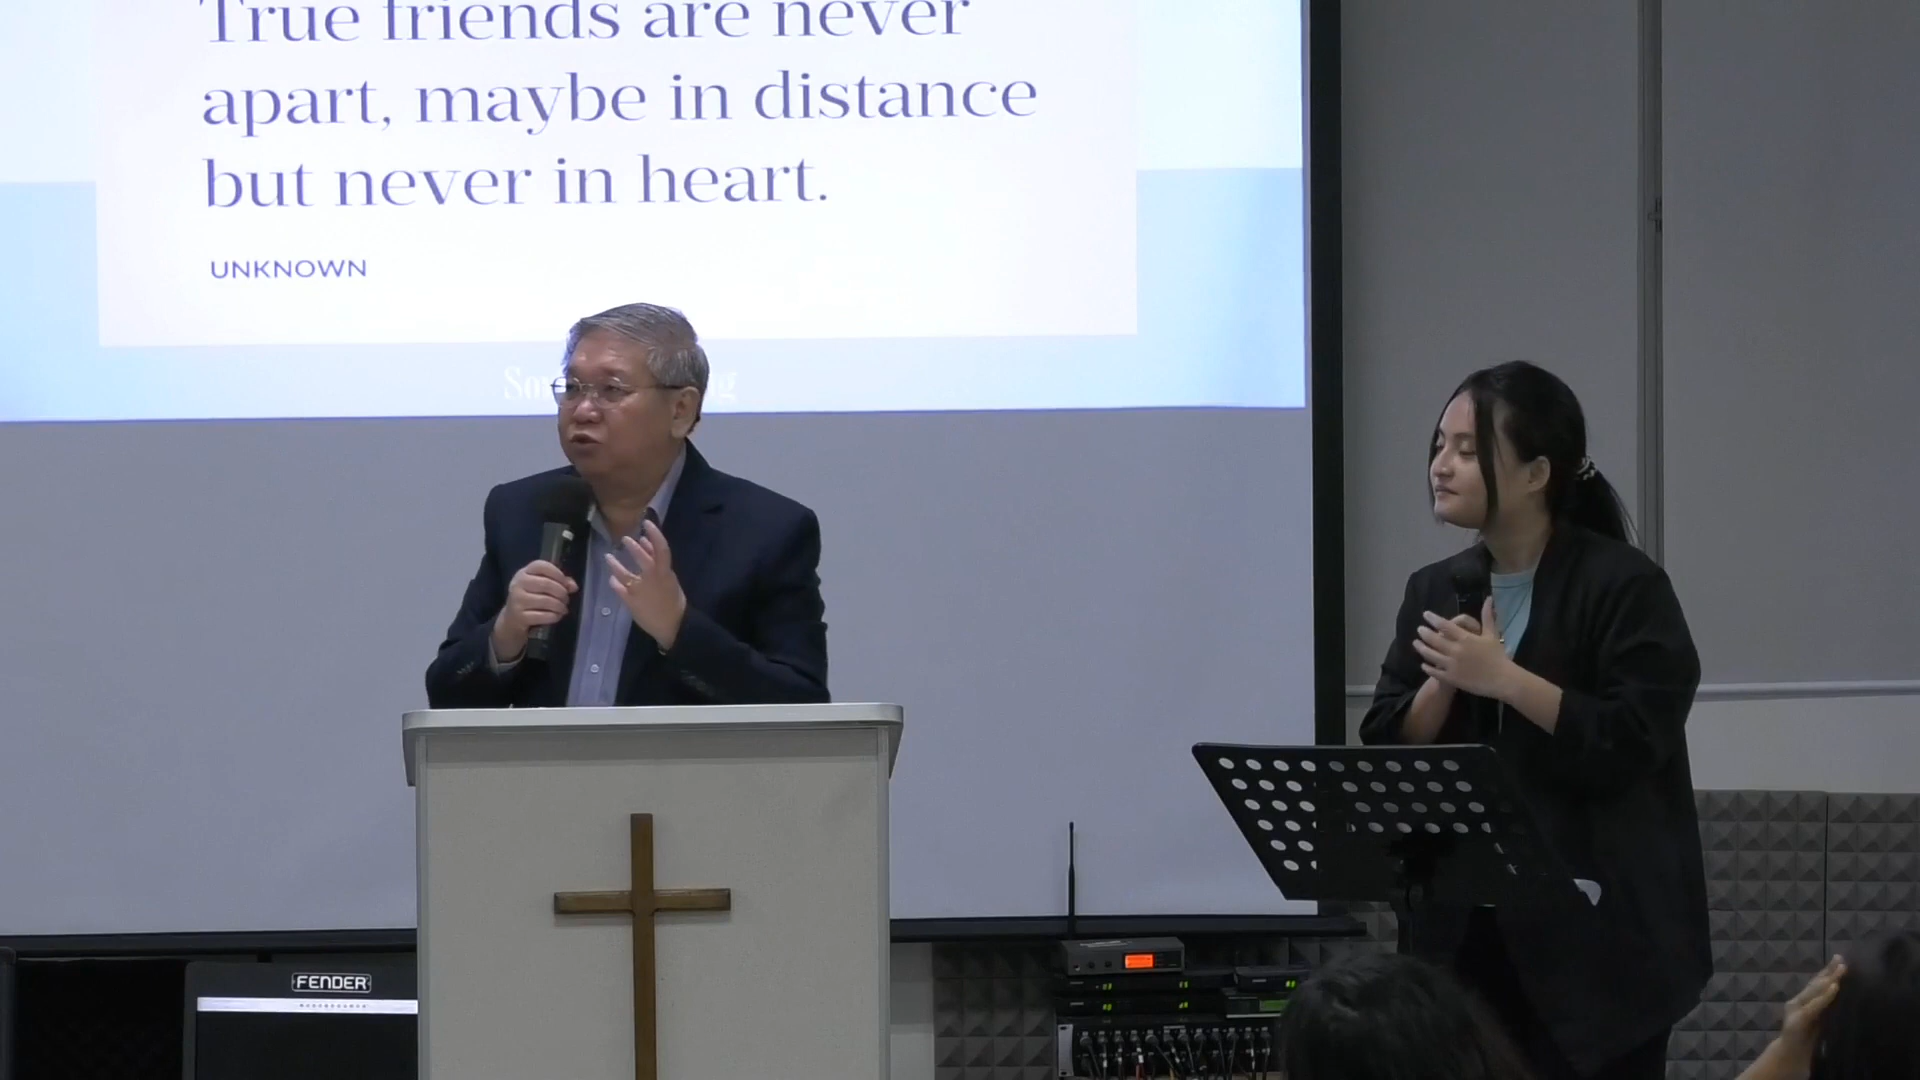 True friends are never
apart, maybe in distance
but never in heart.
UNKNOWN
FENDER